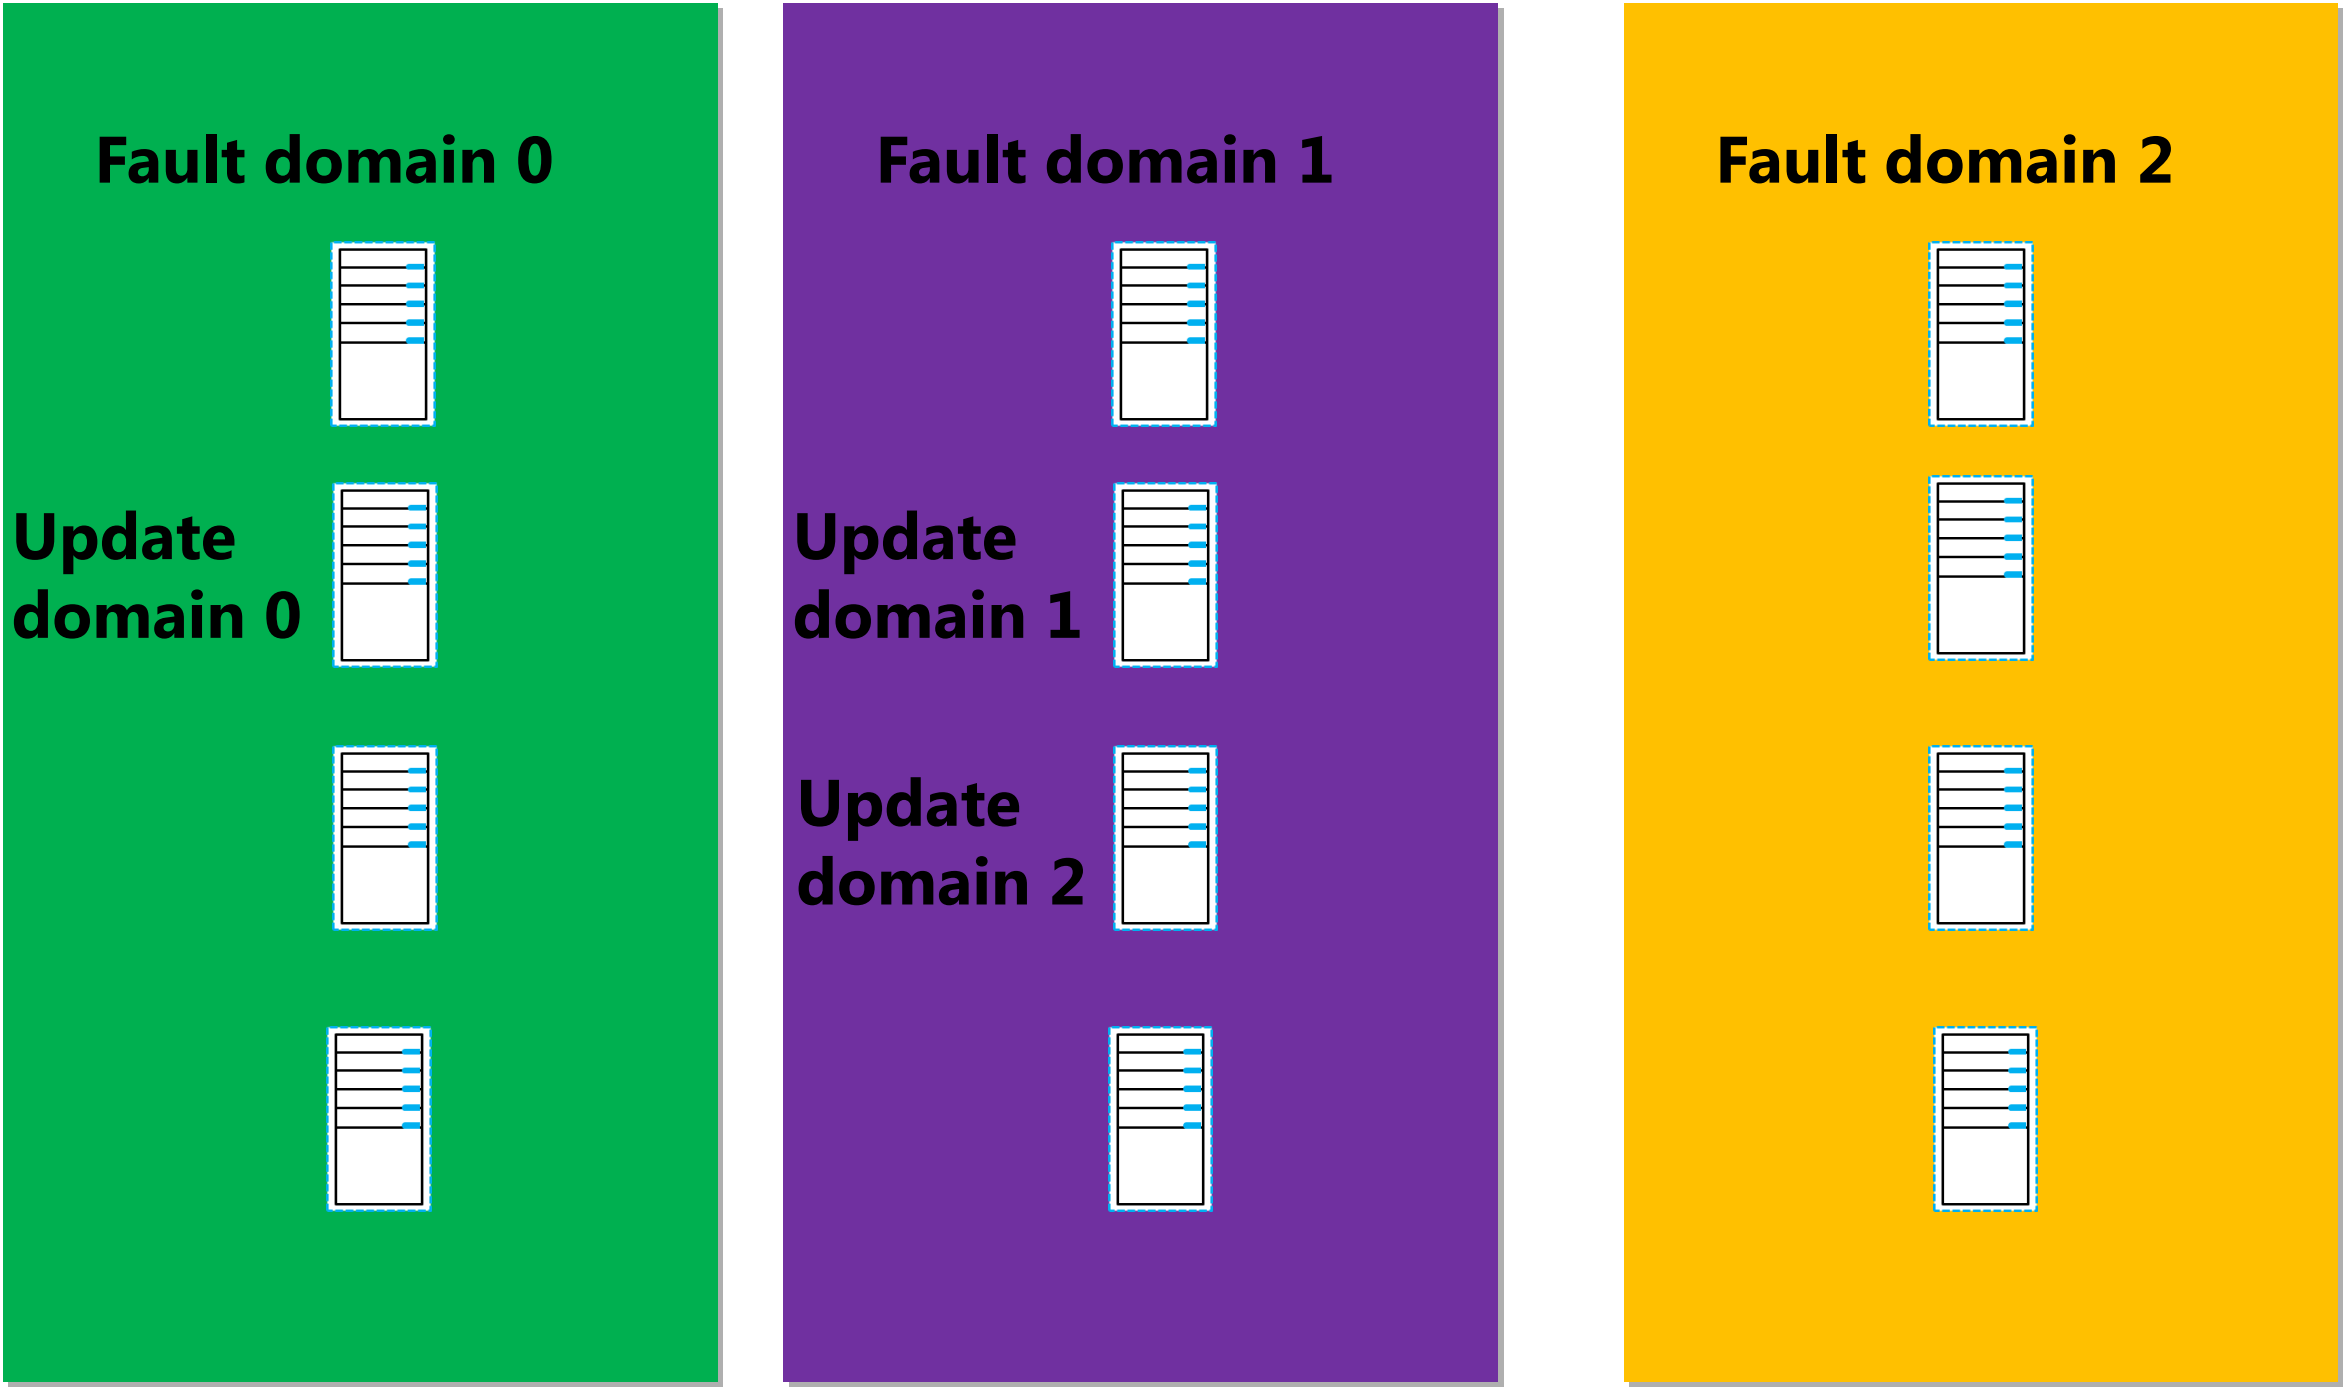 Fault domain 0
Update
domain 0
Fault domain 1
Update
domain 1
Update
domain 2
Fault domain 2